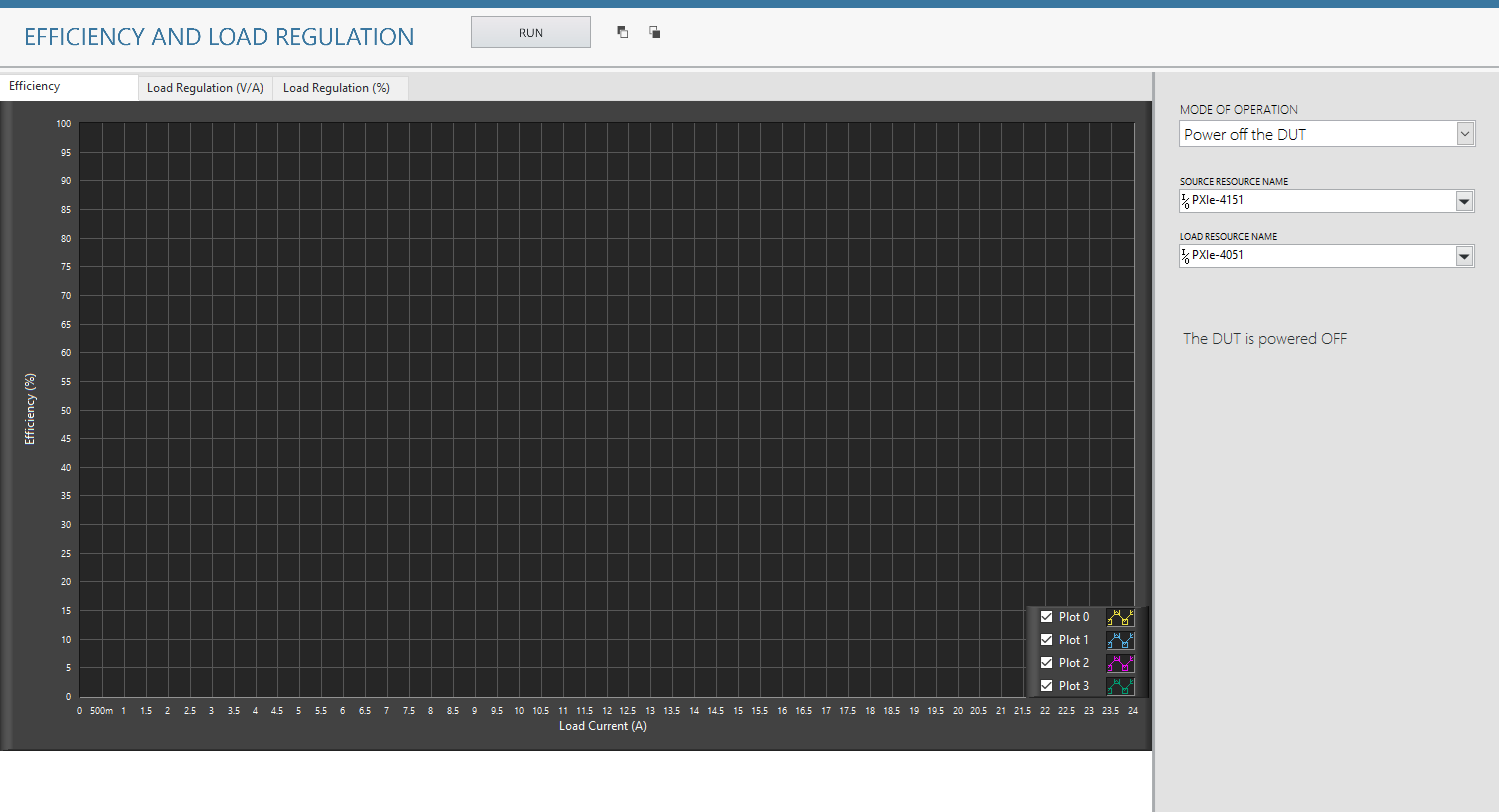 EFFICIENCY AND LOAD REGULATION
RUN
Efficiency
Load Regulation (V/A)
Load Regulation (%)
100
95
90
85
80
75
70
65
60
55
50
45
40
35
30
25
20
15
10
5
0
Efficiency (%)
Plot 0
Plot 1
Plot 2
Plot 3
0 500m 1 1.5 2 2.5 3 3.5 4 4.5 5 5.5 6 6.5 7 7.5 8 8.5 9 9.5 10 10.5 11 11.5 12 12.5 13 13.5 14 14.5 15 15.5 16 16.5 17 17.5 18 18.5 19 19.5 20 20.5 21 21.5 22 22.5 23 23.5 24
Load Current (A)
MODE OF OPERATION
Power off the DUT
SOURCE RESOURCE NAME
I/O PXIe-4151
LOAD RESOURCE NAME
I/O PXIe-4051
The DUT is powered OFF